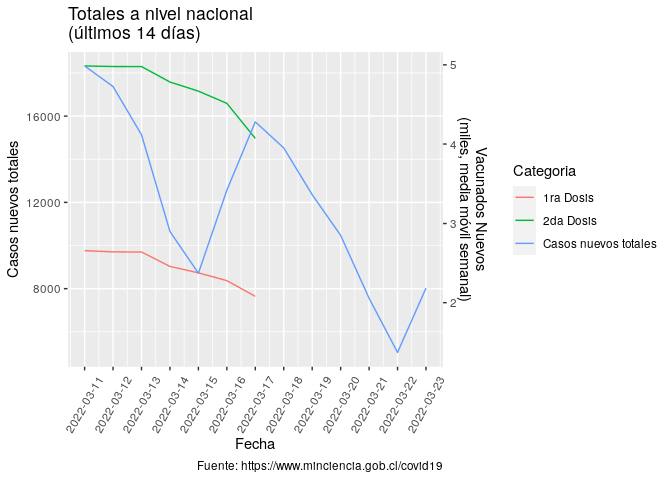 Totales a nivel nacional
(últimos 14 días)
Casos nuevos totales
16000
12000
8000
5
4
3
2
Vacunados Nuevos
(miles, media móvil semanal)
2022-03-11
2022-03-12
2022-03-13
2022-03-14
2022-03-15
2022-03-16
2022-03-17
2022-03-18
2022-03-19
2022-03-20
2022-03-21
2022-03-22
2022-03-23
Fecha
Fuente: https://www.minciencia.gob.cl/covid19
Categoria
1ra Dosis
2da Dosis
Casos nuevos totales